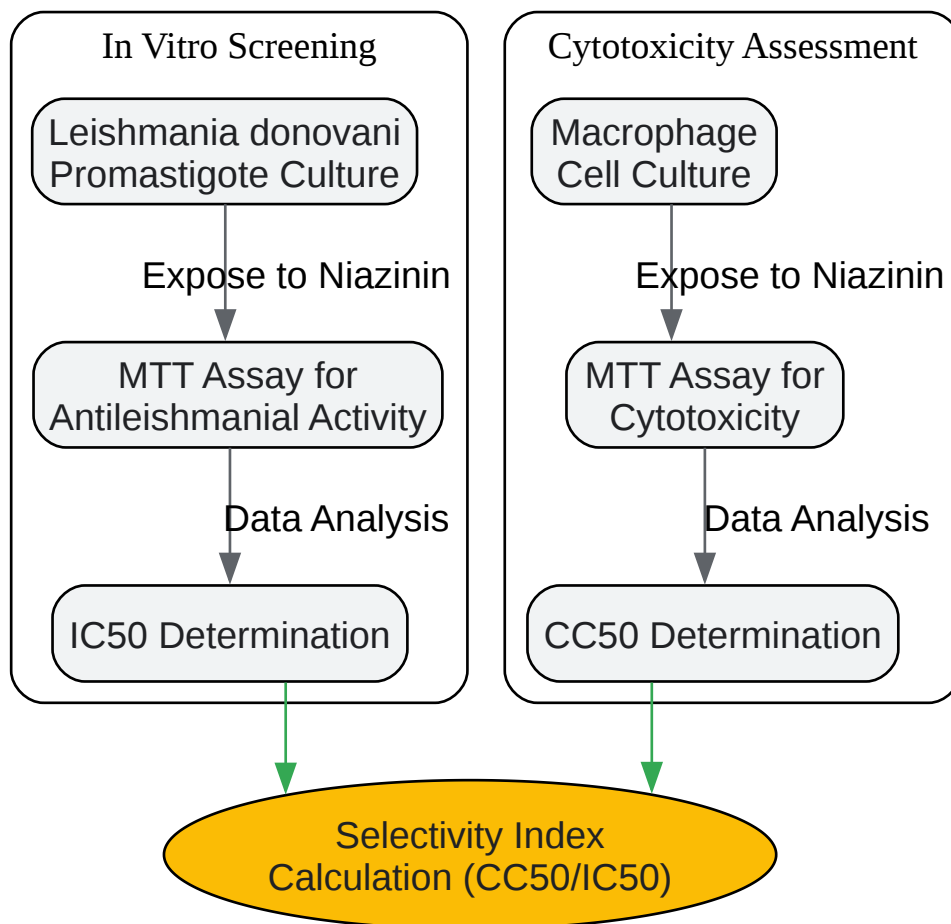 In Vitro Screening
Leishmania donovani
Promastigote Culture
Expose to Niazinin
MTT Assay for
Antileishmanial Activity
Data Analysis
IC50 Determination
Cytotoxicity Assessment
Macrophage
Cell Culture
Expose to Niazinin
MTT Assay for
Cytotoxicity
Data Analysis
CC50 Determination
Selectivity Index
Calculation (CC50/IC50)